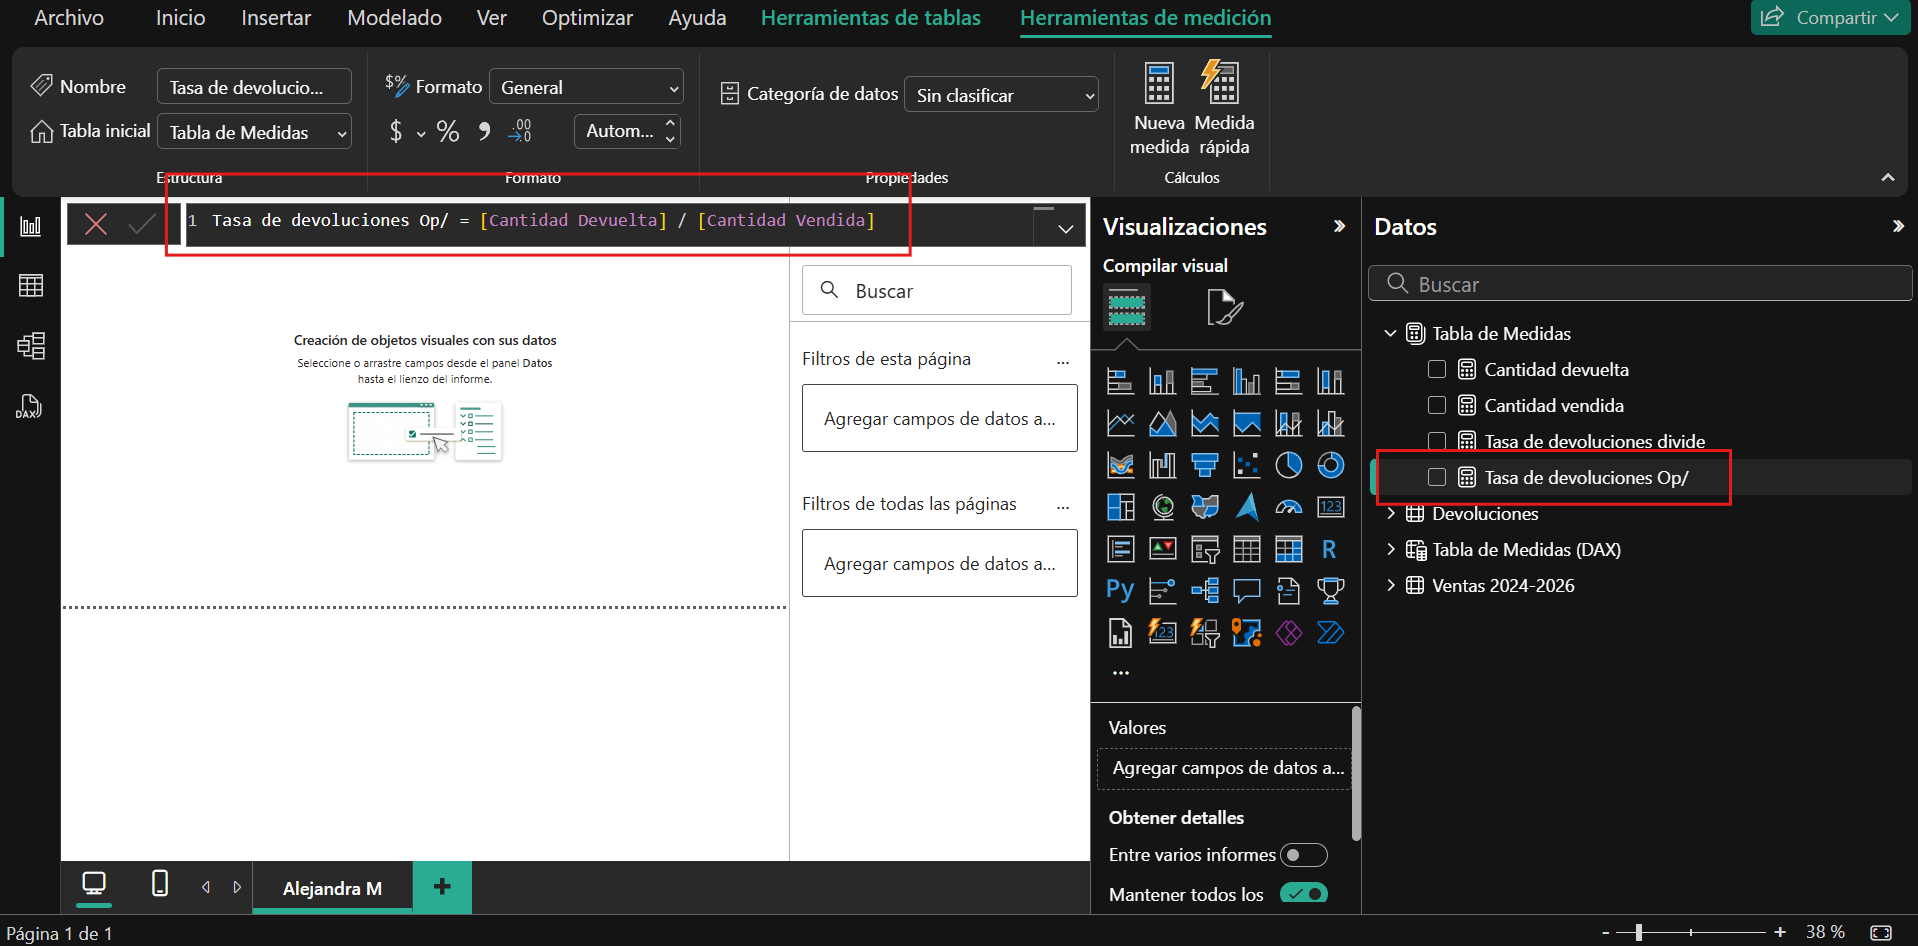 Archivo Inicio Insertar Modelado Ver Optimizar Ayuda Herramientas de tablas Herramientas de medición Compartir
Nombre Tasa de devolucio...
Tabla inicial Tabla de Medidas
Estructura
$% Formato General
$ % , .00 .0 Autom...
Formato
Categoría de datos Sin clasificar
Propiedades
Nueva medida
Medida rápida
Cálculos
1 Tasa de devoluciones Op/ = [Cantidad Devuelta] / [Cantidad Vendida]
Creación de objetos visuales con sus datos
Seleccione o arrastre campos desde el panel Datos
hasta el lienzo del informe.
Buscar
Filtros de esta página ...
Agregar campos de datos a...
Filtros de todas las páginas ...
Agregar campos de datos a...
Visualizaciones
Compilar visual
123
R
Py
123
...
Valores
Agregar campos de datos a...
Obtener detalles
Entre varios informes
Mantener todos los
Datos
Buscar
Tabla de Medidas
Cantidad devuelta
Cantidad vendida
Tasa de devoluciones divide
Tasa de devoluciones Op/
Devoluciones
Tabla de Medidas (DAX)
Ventas 2024-2026
DAX
Alejandra M +
Página 1 de 1
- + 38 %